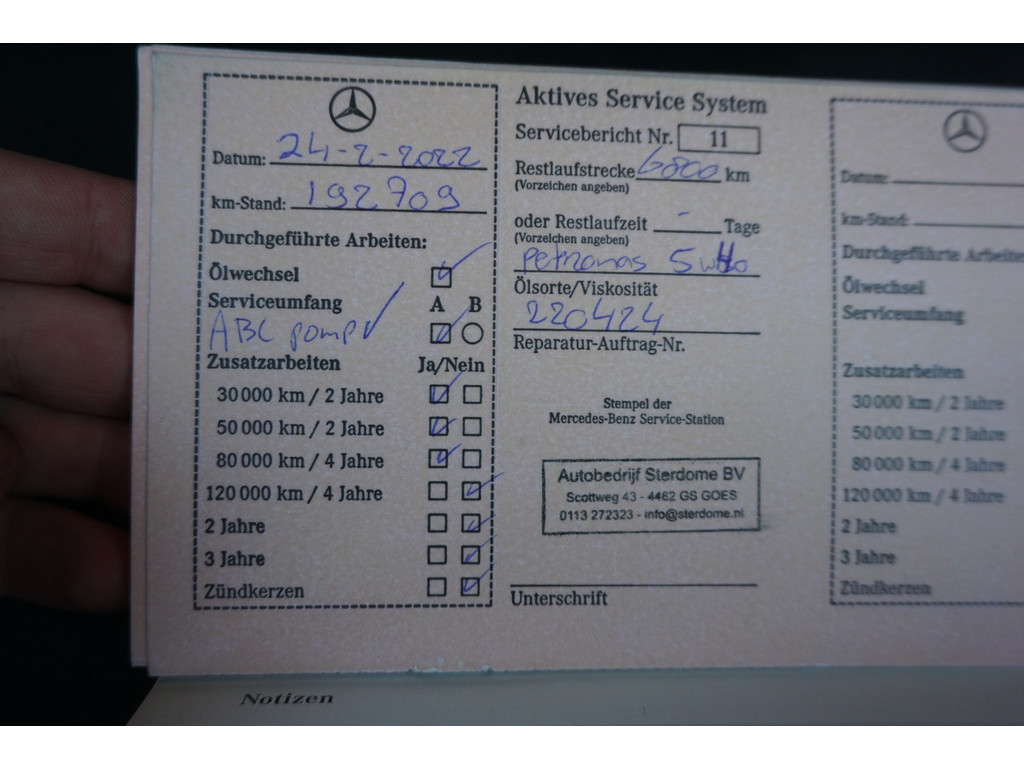 Datum: 24-2-2022
km-Stand: 192709
Durchgeführte Arbeiten:
Ölwechsel
Serviceumfang A B
ABC pomp
Zusatzarbeiten Ja/Nein
30 000 km / 2 Jahre
50 000 km / 2 Jahre
80 000 km / 4 Jahre
120 000 km / 4 Jahre
2 Jahre
3 Jahre
Zündkerzen
Aktives Service System
Servicebericht Nr. 11
Restlaufstrecke 6800 km
(Vorzeichen angeben)
oder Restlaufzeit - Tage
(Vorzeichen angeben)
Petronas
Ölsorte/Viskosität
220424
Reparatur-Auftrag-Nr.
Stempel der
Mercedes-Benz Service-Station
Autobedrijf Sterdome BV
Scottweg 43 - 4462 GS GOES
0113 272323 - info@sterdome.nl
Unterschrift
Datum:
km-Stand:
Durchgeführte Arbeiten
Ölwechsel
Serviceumfang
Zusatzarbeiten
30 000 km / 2 Jahre
50 000 km / 2 Jahre
80 000 km / 4 Jahre
120 000 km / 4 Jahre
2 Jahre
3 Jahre
Zündkerzen
Notizen